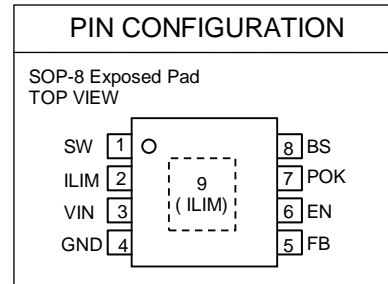 PIN CONFIGURATION
SOP-8 Exposed Pad
TOP VIEW
SW 1 8 BS
ILIM 2 9 7 POK
VIN 3 ( ILIM) 6 EN
GND 4 5 FB